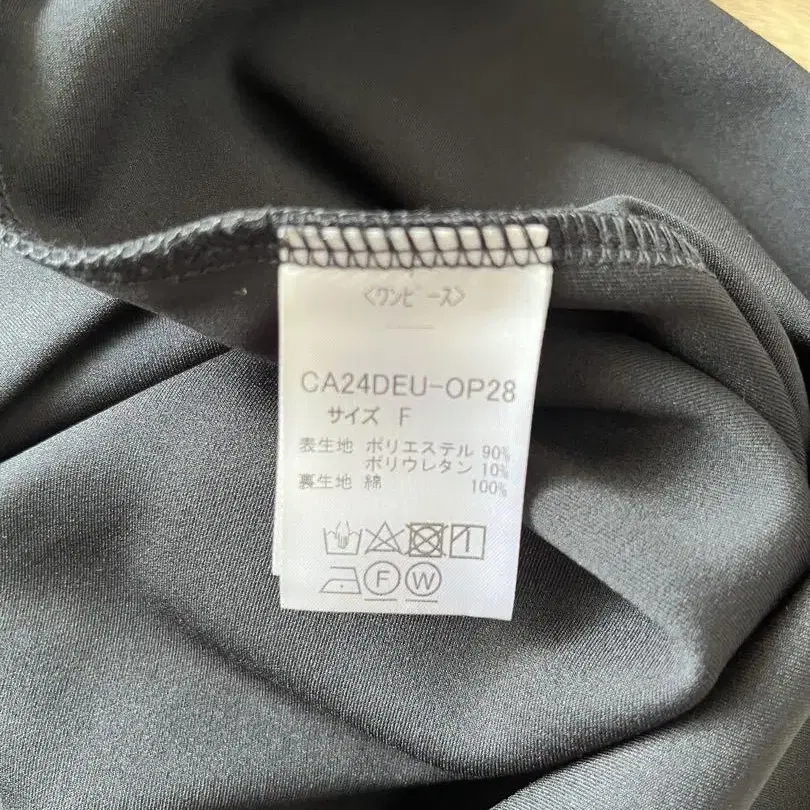 〈ワンピース〉
CA24DEU-OP28
サイズ F
表生地 ポリエステル 90%
ポリウレタン 10%
裏生地 綿 100%
F W